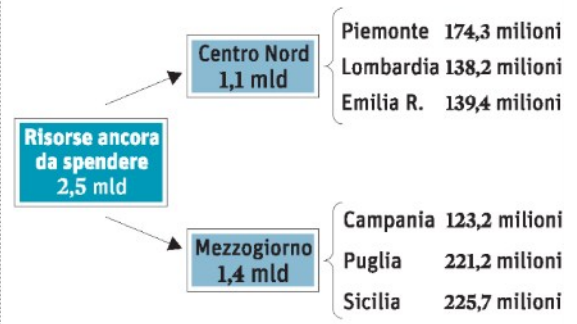 Risorse ancora
da spendere
2,5 mld
Centro Nord
1,1 mld
Piemonte 174,3 milioni
Lombardia 138,2 milioni
Emilia R. 139,4 milioni
Mezzogiorno
1,4 mld
Campania 123,2 milioni
Puglia 221,2 milioni
Sicilia 225,7 milioni